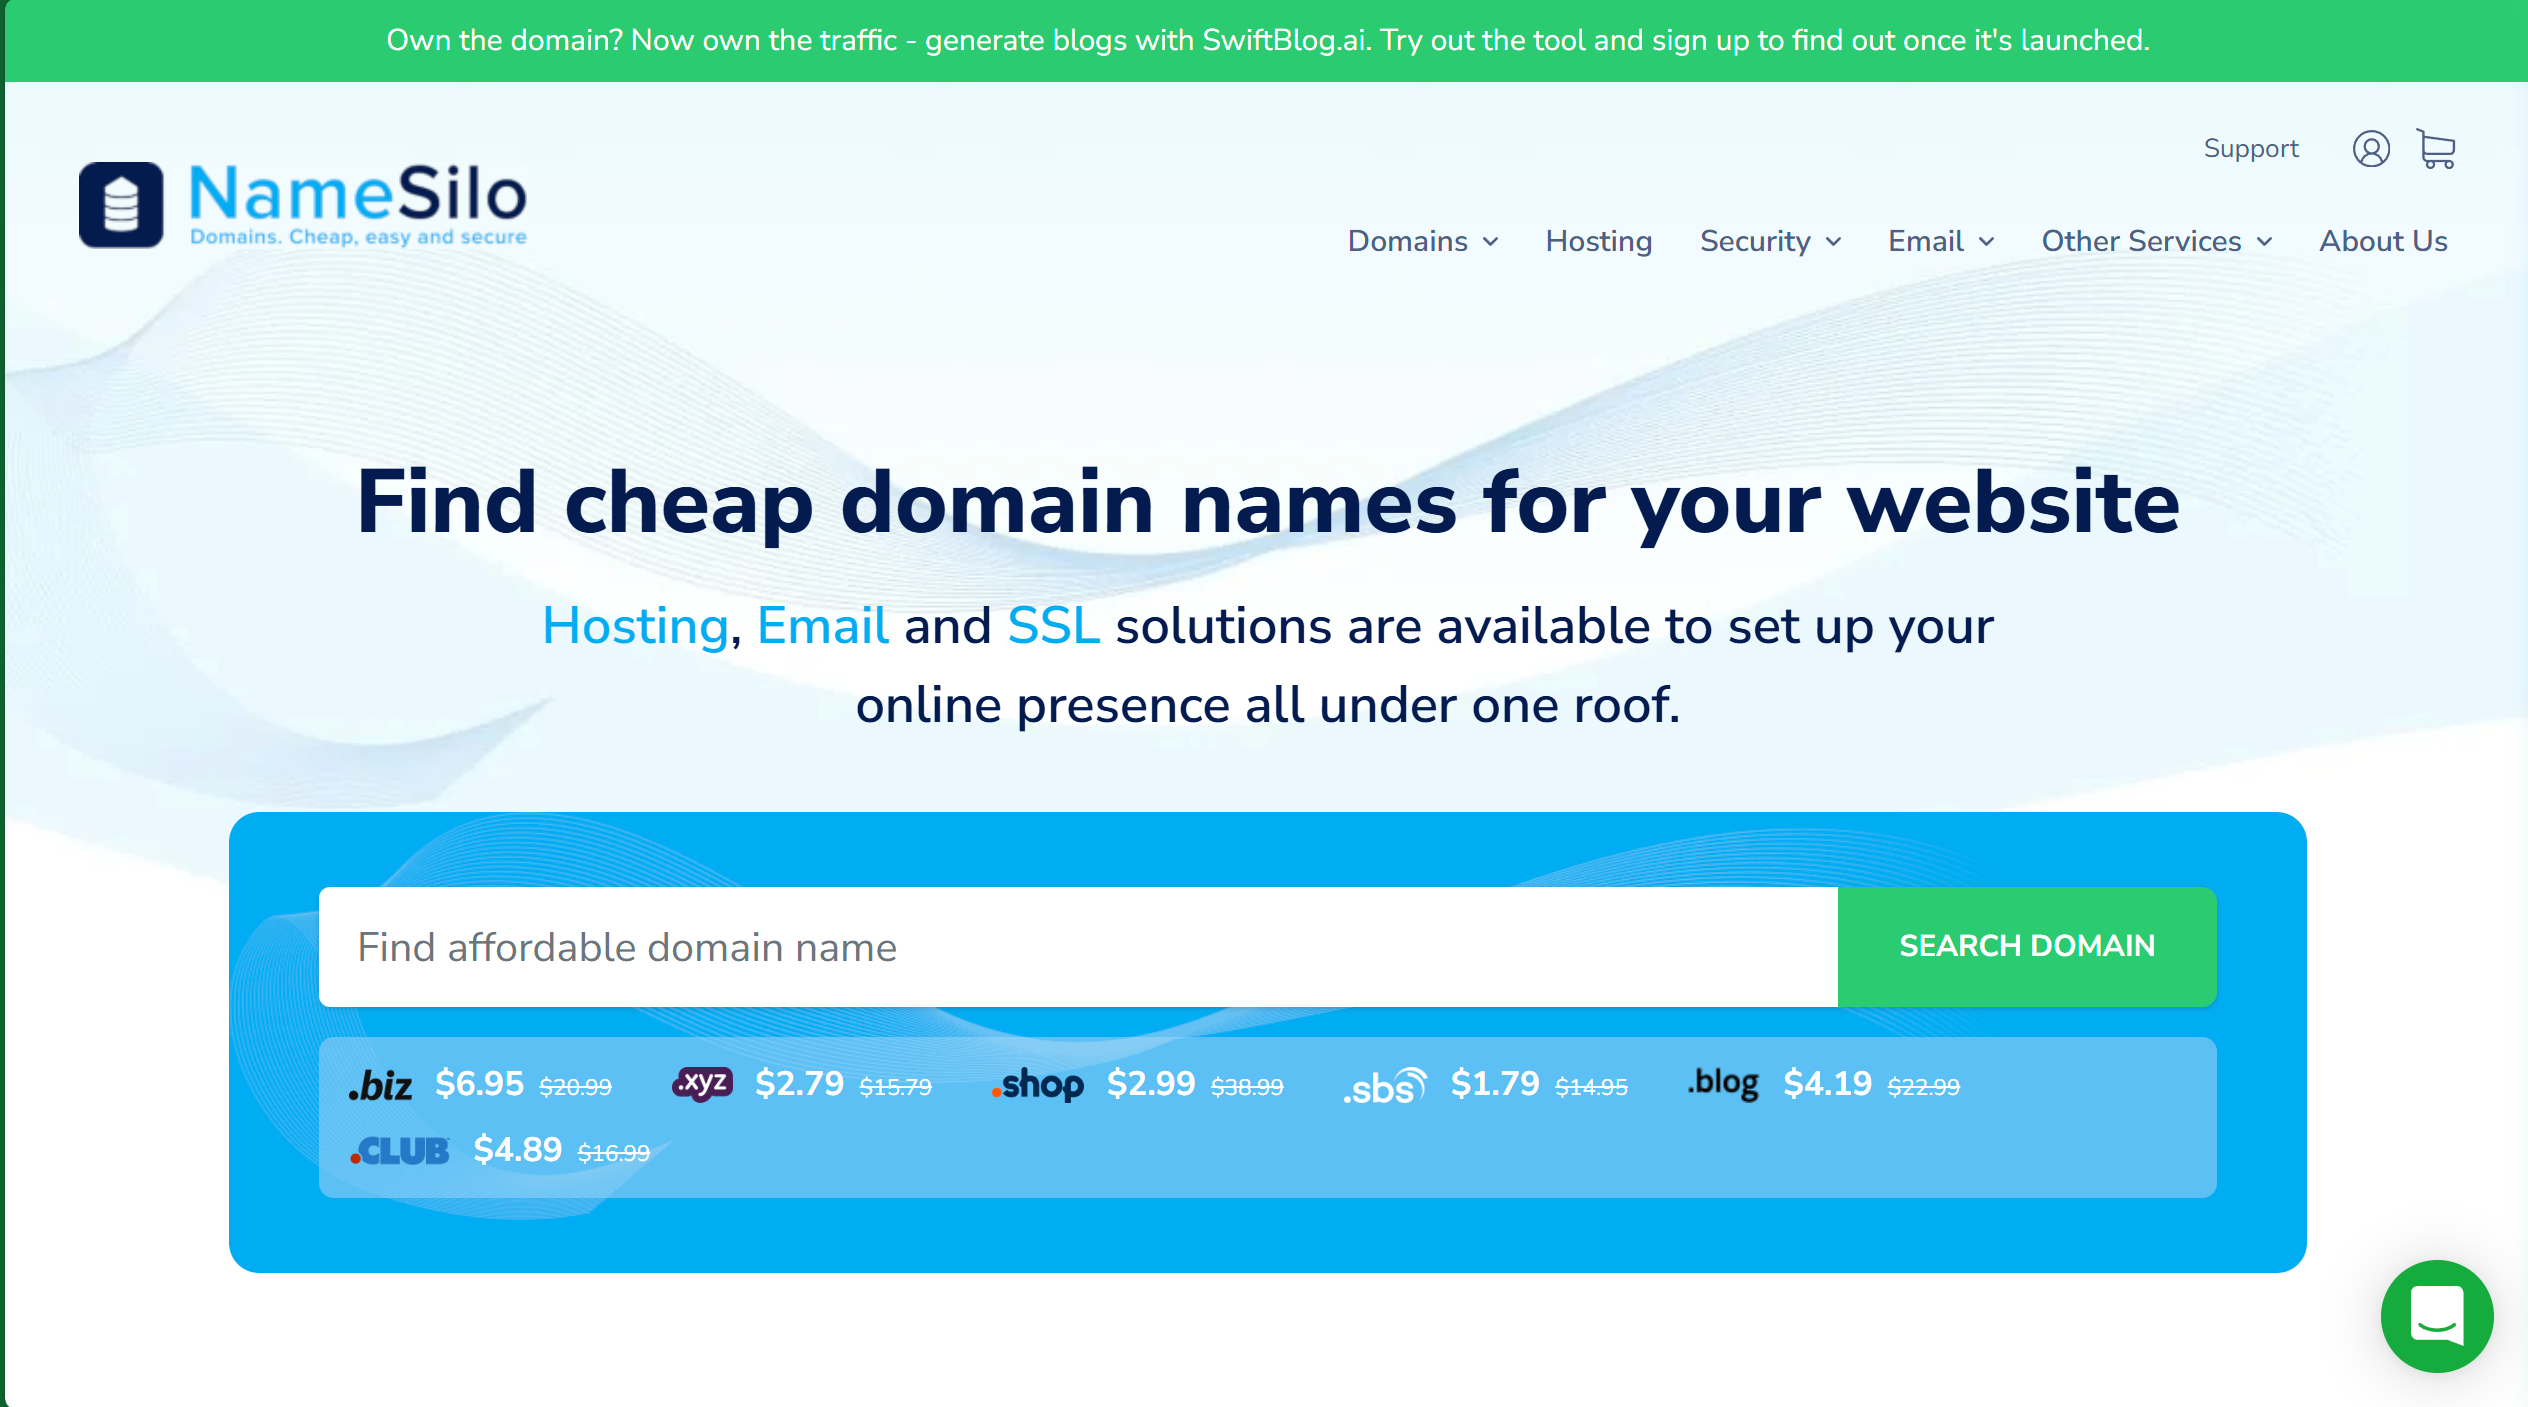 Own the domain? Now own the traffic - generate blogs with SwiftBlog.ai. Try out the tool and sign up to find out once it's launched.
Support
NameSilo
Domains. Cheap, easy and secure
Domains Hosting Security Email Other Services About Us
Find cheap domain names for your website
Hosting, Email and SSL solutions are available to set up your
online presence all under one roof.
Find affordable domain name SEARCH DOMAIN
.biz $6.95 $20.99 .xyz $2.79 $15.79 .shop $2.99 $38.99 .sbs $1.79 $14.95 .blog $4.19 $22.99
.CLUB $4.89 $16.99